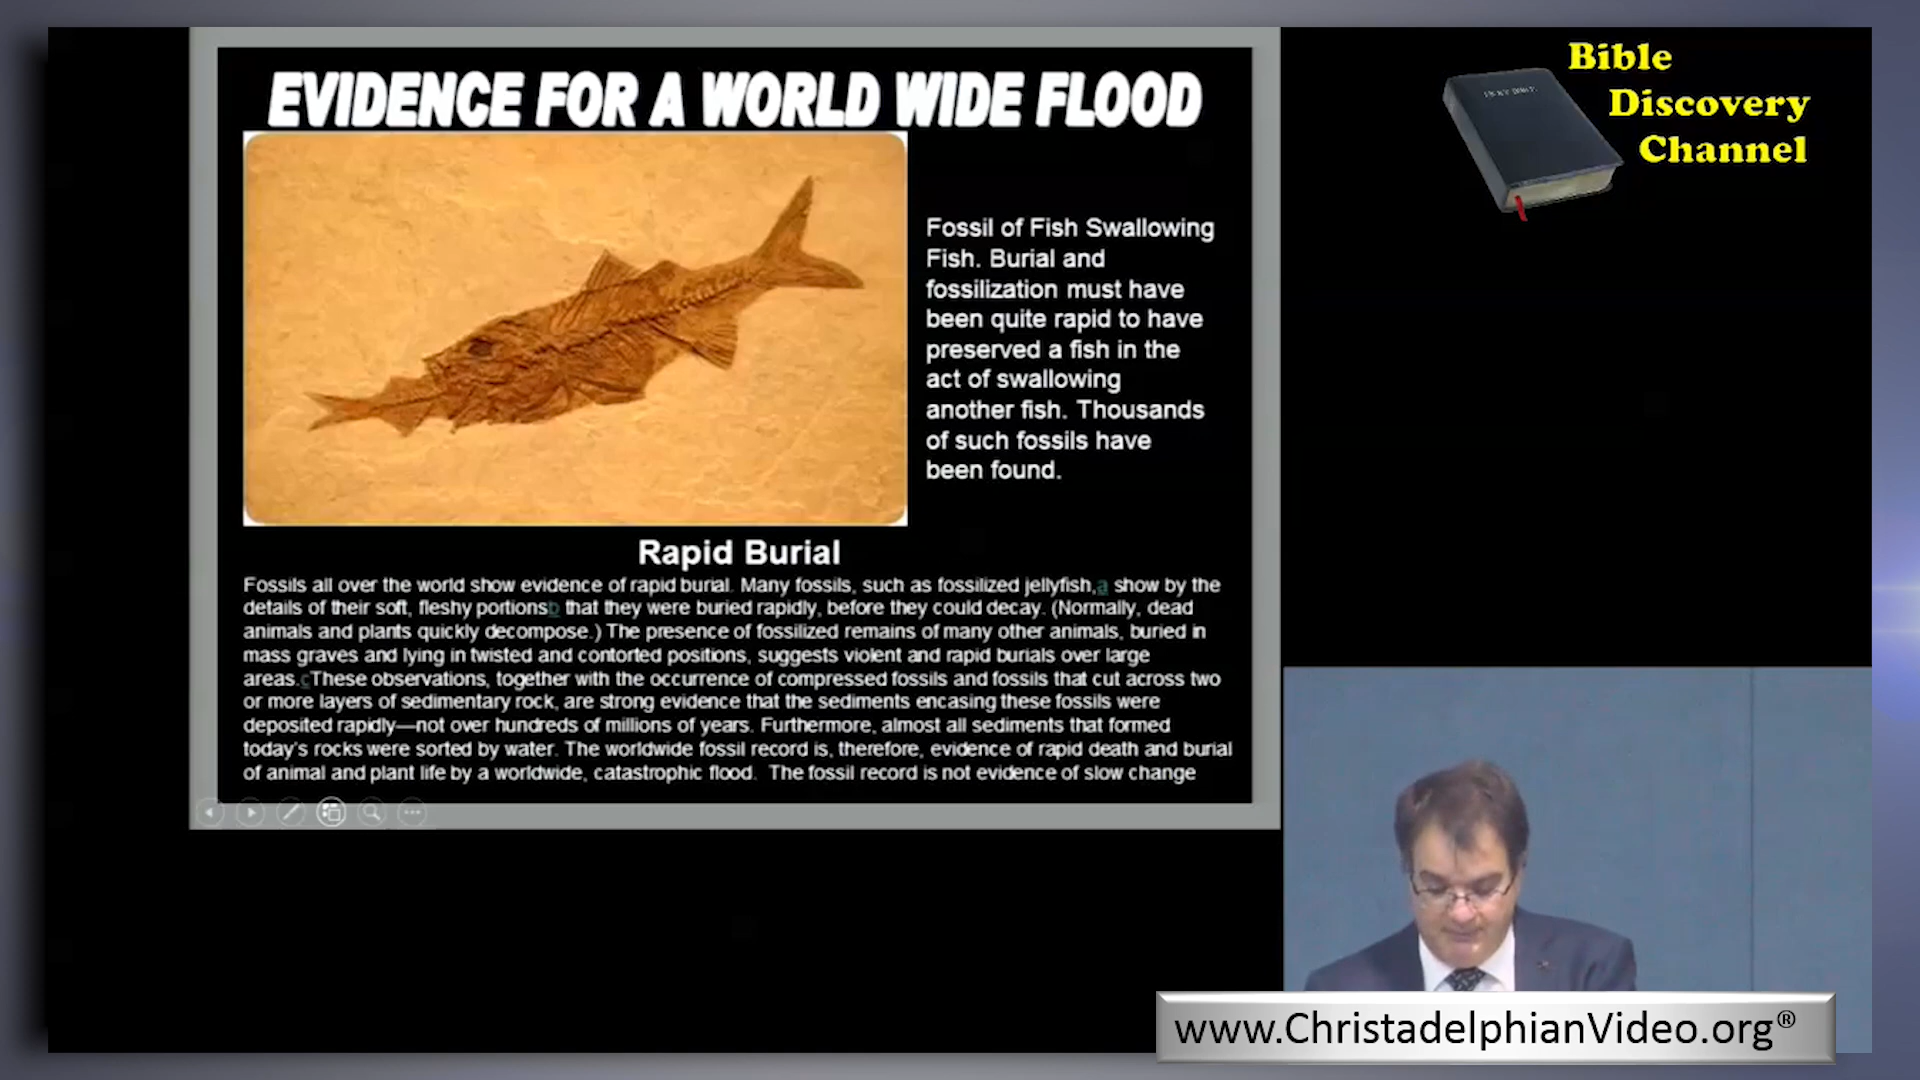 EVIDENCE FOR A WORLD WIDE FLOOD
Fossil of Fish Swallowing
Fish. Burial and
fossilization must have
been quite rapid to have
preserved a fish in the
act of swallowing
another fish. Thousands
of such fossils have
been found.
Rapid Burial
Fossils all over the world show evidence of rapid burial. Many fossils, such as fossilized jellyfish,a show by the
details of their soft, fleshy portionsb that they were buried rapidly, before they could decay. (Normally, dead
animals and plants quickly decompose.) The presence of fossilized remains of many other animals, buried in
mass graves and lying in twisted and contorted positions, suggests violent and rapid burials over large
areas.cThese observations, together with the occurrence of compressed fossils and fossils that cut across two
or more layers of sedimentary rock, are strong evidence that the sediments encasing these fossils were
deposited rapidly—not over hundreds of millions of years. Furthermore, almost all sediments that formed
today's rocks were sorted by water. The worldwide fossil record is, therefore, evidence of rapid death and burial
of animal and plant life by a worldwide, catastrophic flood. The fossil record is not evidence of slow change
Bible
Discovery
Channel
HOLY BIBLE
www.ChristadelphianVideo.org®